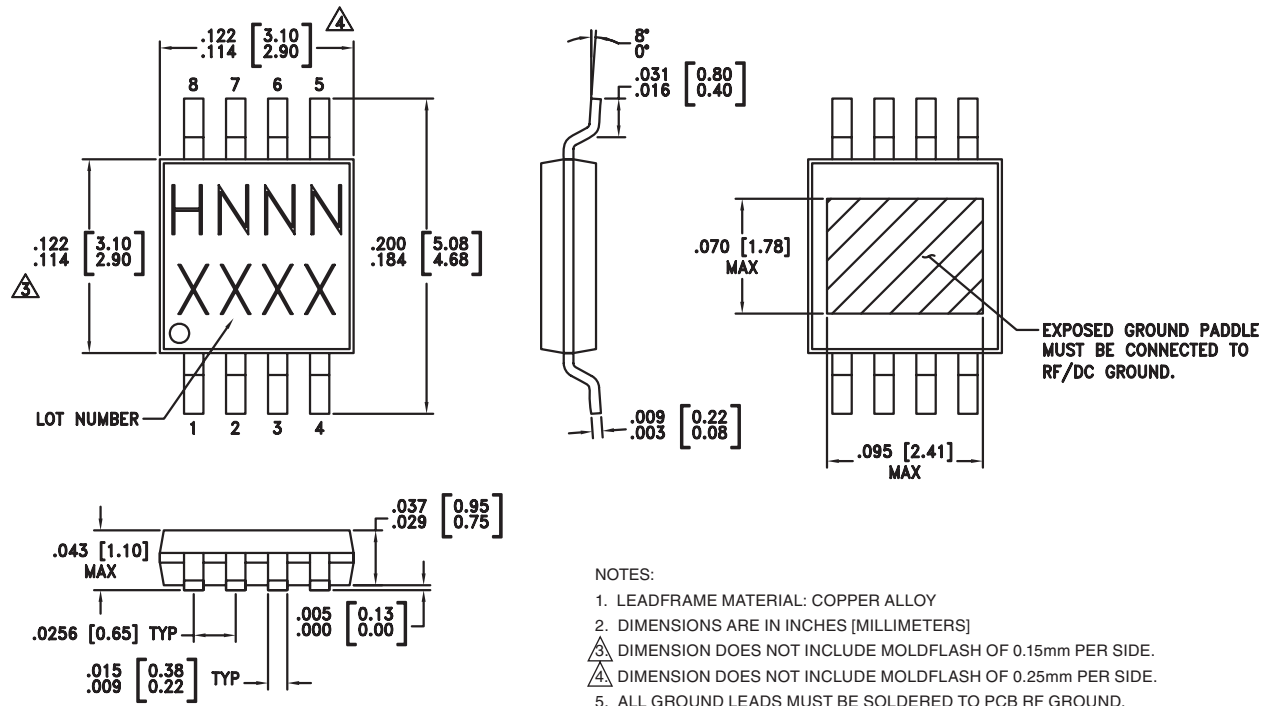 4
.122 [3.10]
.114 [2.90]
8 7 6 5
HNNN
XXXX
.122 [3.10]
.114 [2.90]
3
.200 [5.08]
.184 [4.68]
LOT NUMBER
1 2 3 4
8°
0°
.031 [0.80]
.016 [0.40]
.009 [0.22]
.003 [0.08]
.070 [1.78]
MAX
EXPOSED GROUND PADDLE
MUST BE CONNECTED TO
RF/DC GROUND.
.095 [2.41]
MAX
.037 [0.95]
.029 [0.75]
.043 [1.10]
MAX
.005 [0.13]
.000 [0.00]
.0256 [0.65] TYP
.015 [0.38]
.009 [0.22] TYP
NOTES:
1. LEADFRAME MATERIAL: COPPER ALLOY
2. DIMENSIONS ARE IN INCHES [MILLIMETERS]
3. DIMENSION DOES NOT INCLUDE MOLDFLASH OF 0.15mm PER SIDE.
4. DIMENSION DOES NOT INCLUDE MOLDFLASH OF 0.25mm PER SIDE.
5. ALL GROUND LEADS MUST BE SOLDERED TO PCB RF GROUND.